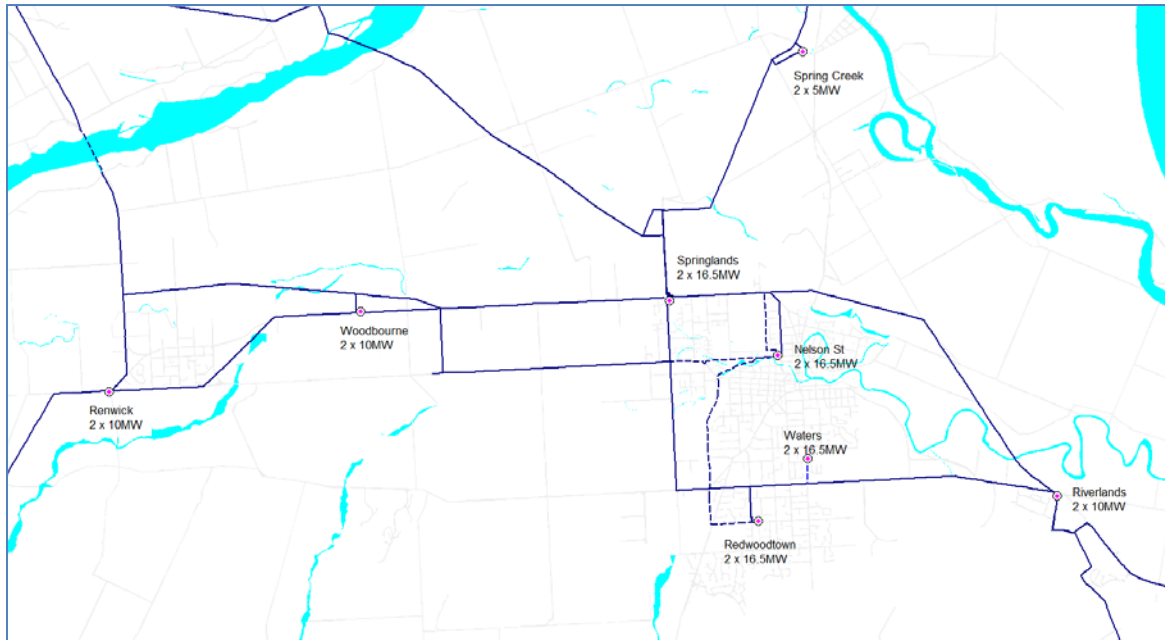 Spring Creek
2 x 5MW
Springlands
2 x 16.5MW
Woodbourne
2 x 10MW
Nelson St
2 x 16.5MW
Renwick
2 x 10MW
Waters
2 x 16.5MW
Riverlands
2 x 10MW
Redwoodtown
2 x 16.5MW